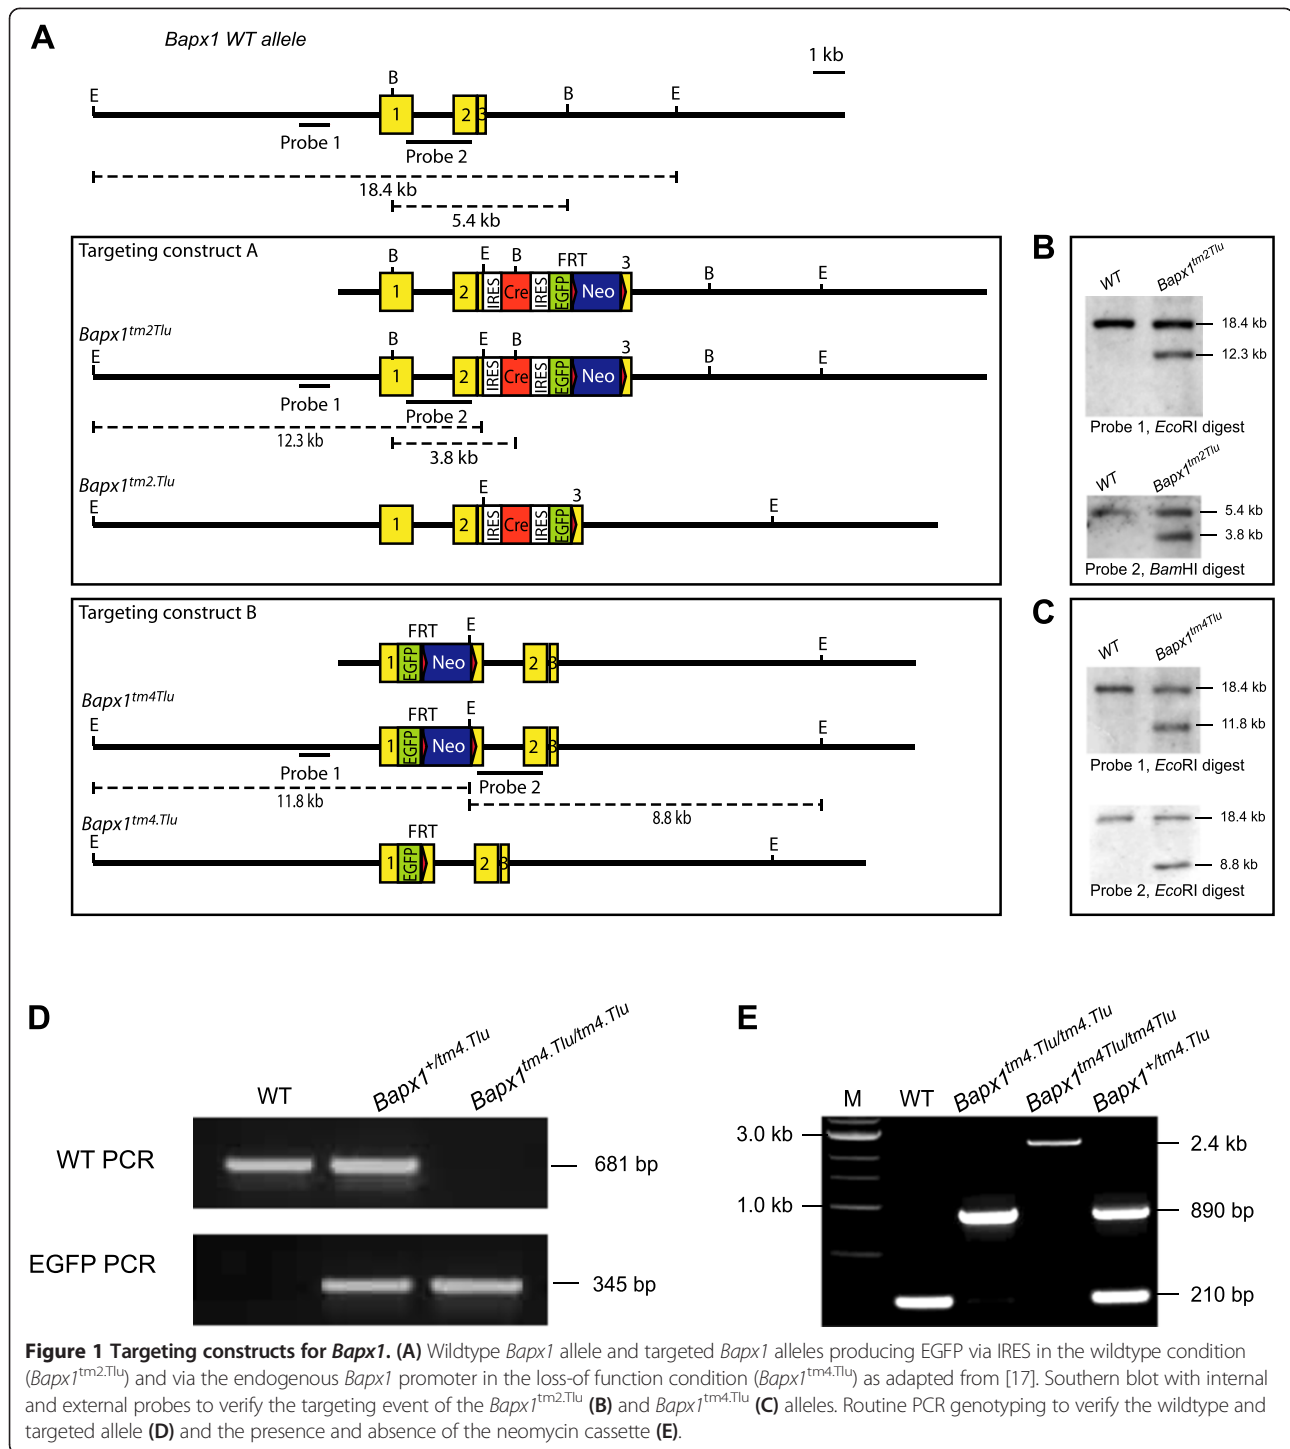 A
Bapx1 WT allele
1 kb
E B B E
1 2 3
Probe 1
Probe 2
18.4 kb
5.4 kb
Targeting construct A
B E B FRT 3 B E
1 2 IRES Cre IRES EGFP Neo
Bapx1tm2Tlu
E B E B 3 B E
1 2 IRES Cre IRES EGFP Neo
Probe 1
Probe 2
12.3 kb
3.8 kb
Bapx1tm2.Tlu
E E 3 E
1 2 IRES Cre IRES EGFP
Targeting construct B
FRT E E
1 EGFP Neo 2 3
Bapx1tm4Tlu
E FRT E E
1 EGFP Neo 2 3
Probe 1
Probe 2
11.8 kb
8.8 kb
Bapx1tm4.Tlu
E FRT E
1 EGFP 2 3
B
WT Bapx1tm2Tlu
18.4 kb
12.3 kb
Probe 1, EcoRI digest
WT Bapx1tm2Tlu
5.4 kb
3.8 kb
Probe 2, BamHI digest
C
WT Bapx1tm4Tlu
18.4 kb
11.8 kb
Probe 1, EcoRI digest
18.4 kb
8.8 kb
Probe 2, EcoRI digest
D
WT Bapx1+/tm4.Tlu Bapx1tm4.Tlu/tm4.Tlu
WT PCR
681 bp
EGFP PCR
345 bp
E
M WT Bapx1tm4.Tlu/tm4.Tlu Bapx1tm4Tlu/tm4Tlu Bapx1+/tm4.Tlu
3.0 kb
2.4 kb
1.0 kb
890 bp
210 bp
Figure 1 Targeting constructs for Bapx1. (A) Wildtype Bapx1 allele and targeted Bapx1 alleles producing EGFP via IRES in the wildtype condition
(Bapx1tm2.Tlu) and via the endogenous Bapx1 promoter in the loss-of function condition (Bapx1tm4.Tlu) as adapted from [17]. Southern blot with internal
and external probes to verify the targeting event of the Bapx1tm2.Tlu (B) and Bapx1tm4.Tlu (C) alleles. Routine PCR genotyping to verify the wildtype and
targeted allele (D) and the presence and absence of the neomycin cassette (E).